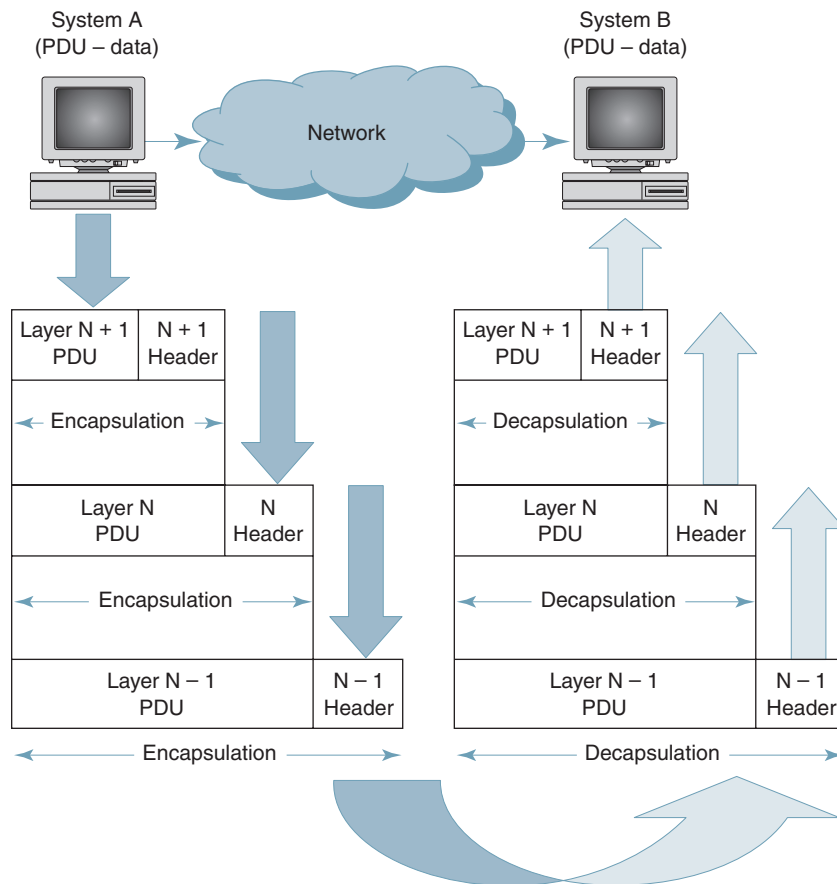 System A
(PDU – data)
System B
(PDU – data)
Network
Layer N + 1
PDU
N + 1
Header
Encapsulation
Layer N
PDU
N
Header
Encapsulation
Layer N – 1
PDU
N – 1
Header
Encapsulation
Layer N + 1
PDU
N + 1
Header
Decapsulation
Layer N
PDU
N
Header
Decapsulation
Layer N – 1
PDU
N – 1
Header
Decapsulation